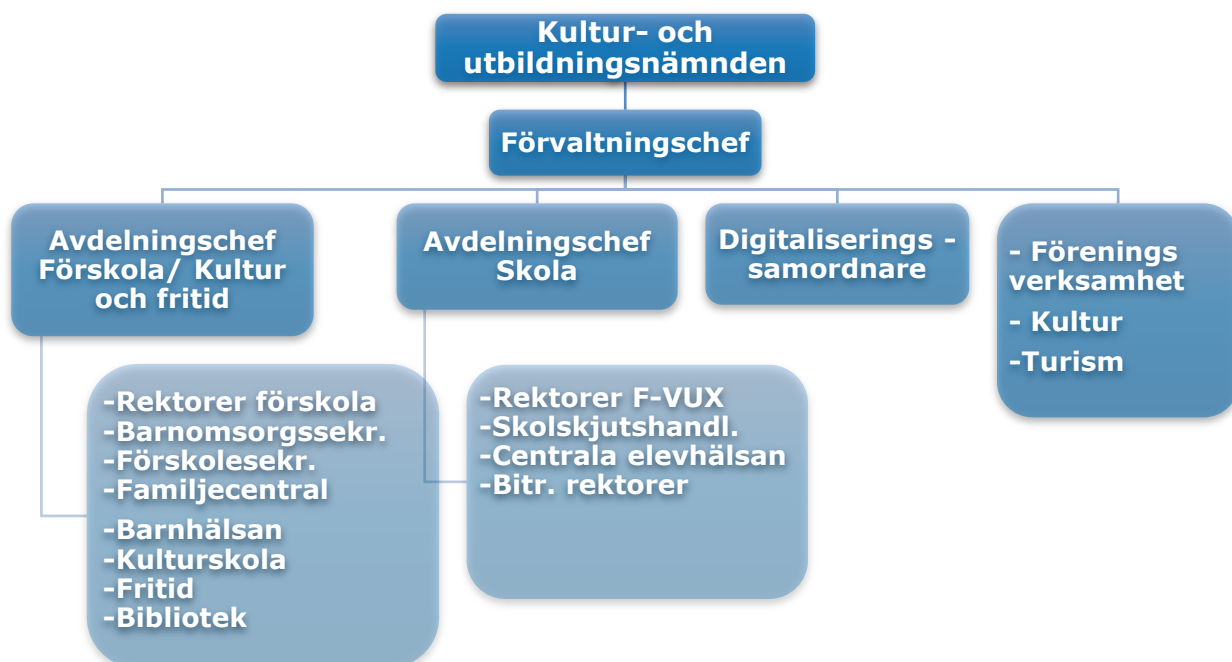 Kultur- och
utbildningsnämnden
Förvaltningschef
Avdelningschef
Förskola/ Kultur
och fritid
Avdelningschef
Skola
Digitaliserings -
samordnare
- Förenings
verksamhet
- Kultur
-Turism
-Rektorer förskola
-Barnomsorgssekr.
-Förskolesekr.
-Familjecentral
-Barnhälsan
-Kulturskola
-Fritid
-Bibliotek
-Rektorer F-VUX
-Skolskjutshandl.
-Centrala elevhälsan
-Bitr. rektorer